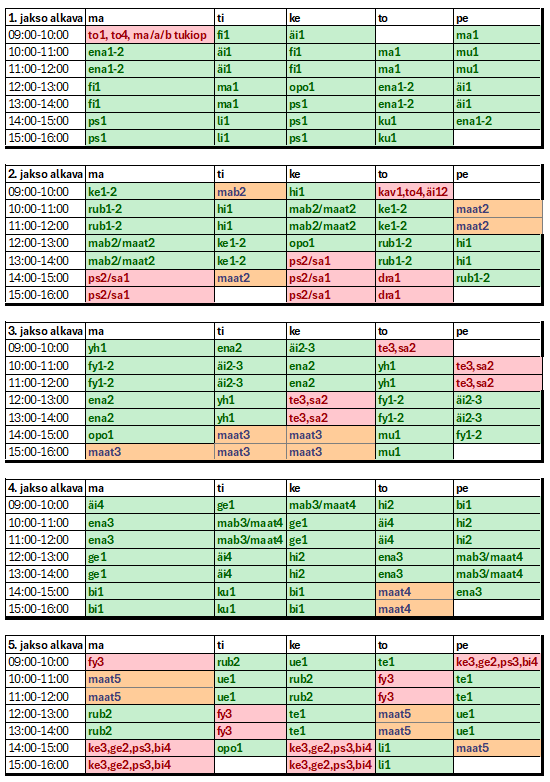 1. jakso alkava ma ti ke to pe
09:00-10:00 to1, to4, ma/a/b tukiop fi1 äi1 ma1
10:00-11:00 ena1-2 äi1 fi1 ma1 mu1
11:00-12:00 ena1-2 äi1 fi1 ma1 mu1
12:00-13:00 fi1 ma1 opo1 ena1-2 äi1
13:00-14:00 fi1 ma1 ps1 ena1-2 äi1
14:00-15:00 ps1 li1 ps1 ku1 ena1-2
15:00-16:00 ps1 li1 ps1 ku1
2. jakso alkava ma ti ke to pe
09:00-10:00 ke1-2 mab2 hi1 kav1,to4,äi12
10:00-11:00 rub1-2 hi1 mab2/maat2 ke1-2 maat2
11:00-12:00 rub1-2 hi1 mab2/maat2 ke1-2 maat2
12:00-13:00 mab2/maat2 ke1-2 opo1 rub1-2 hi1
13:00-14:00 mab2/maat2 ke1-2 ps2/sa1 rub1-2 hi1
14:00-15:00 ps2/sa1 maat2 ps2/sa1 dra1 rub1-2
15:00-16:00 ps2/sa1 ps2/sa1 dra1
3. jakso alkava ma ti ke to pe
09:00-10:00 yh1 ena2 äi2-3 te3,sa2
10:00-11:00 fy1-2 äi2-3 ena2 yh1 te3,sa2
11:00-12:00 fy1-2 äi2-3 ena2 yh1 te3,sa2
12:00-13:00 ena2 yh1 te3,sa2 fy1-2 äi2-3
13:00-14:00 ena2 yh1 te3,sa2 fy1-2 äi2-3
14:00-15:00 opo1 maat3 maat3 mu1 fy1-2
15:00-16:00 maat3 maat3 maat3 mu1
4. jakso alkava ma ti ke to pe
09:00-10:00 äi4 ge1 mab3/maat4 hi2 bi1
10:00-11:00 ena3 mab3/maat4 ge1 äi4 hi2
11:00-12:00 ena3 mab3/maat4 ge1 äi4 hi2
12:00-13:00 ge1 äi4 hi2 ena3 mab3/maat4
13:00-14:00 ge1 äi4 hi2 ena3 mab3/maat4
14:00-15:00 bi1 ku1 bi1 maat4 ena3
15:00-16:00 bi1 ku1 bi1 maat4
5. jakso alkava ma ti ke to pe
09:00-10:00 fy3 rub2 ue1 te1 ke3,ge2,ps3,bi4
10:00-11:00 maat5 ue1 rub2 fy3 te1
11:00-12:00 maat5 ue1 rub2 fy3 te1
12:00-13:00 rub2 fy3 te1 maat5 ue1
13:00-14:00 rub2 fy3 te1 maat5 ue1
14:00-15:00 ke3,ge2,ps3,bi4 opo1 ke3,ge2,ps3,bi4 li1 maat5
15:00-16:00 ke3,ge2,ps3,bi4 ke3,ge2,ps3,bi4 li1